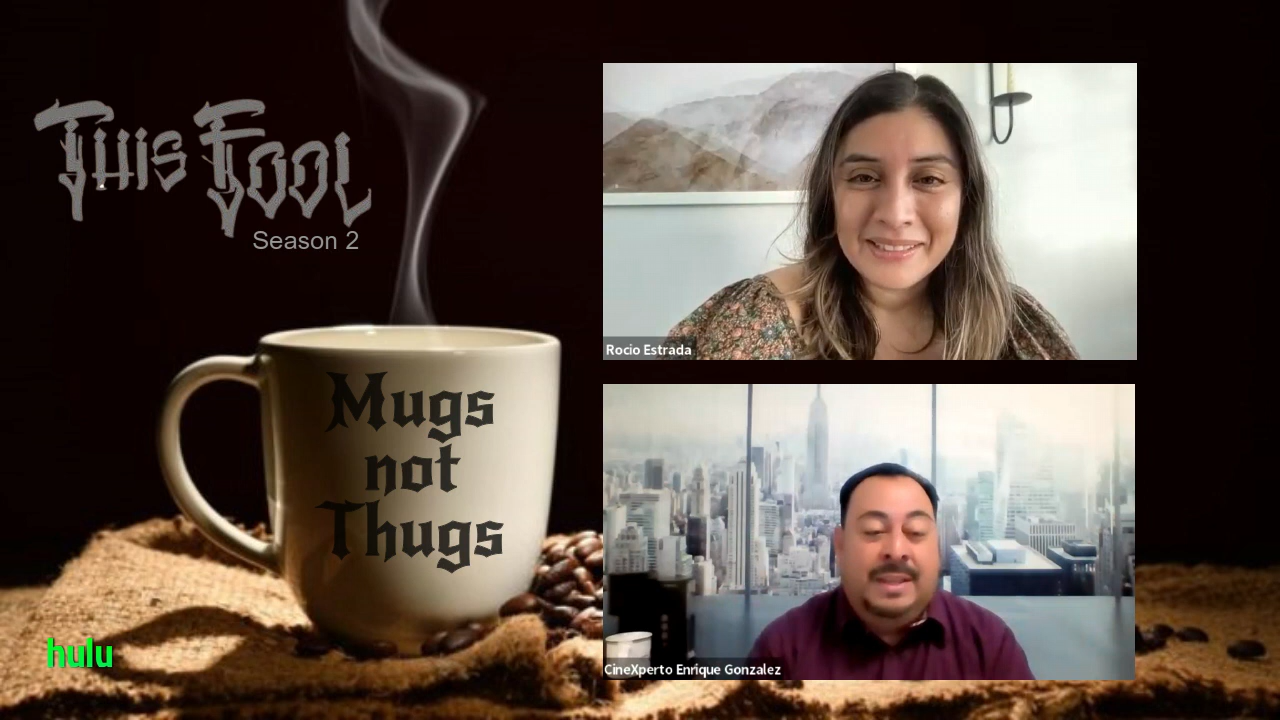 This Fool
Season 2
Mugs
not
Thugs
hulu
Rocio Estrada
CineXperto Enrique Gonzalez